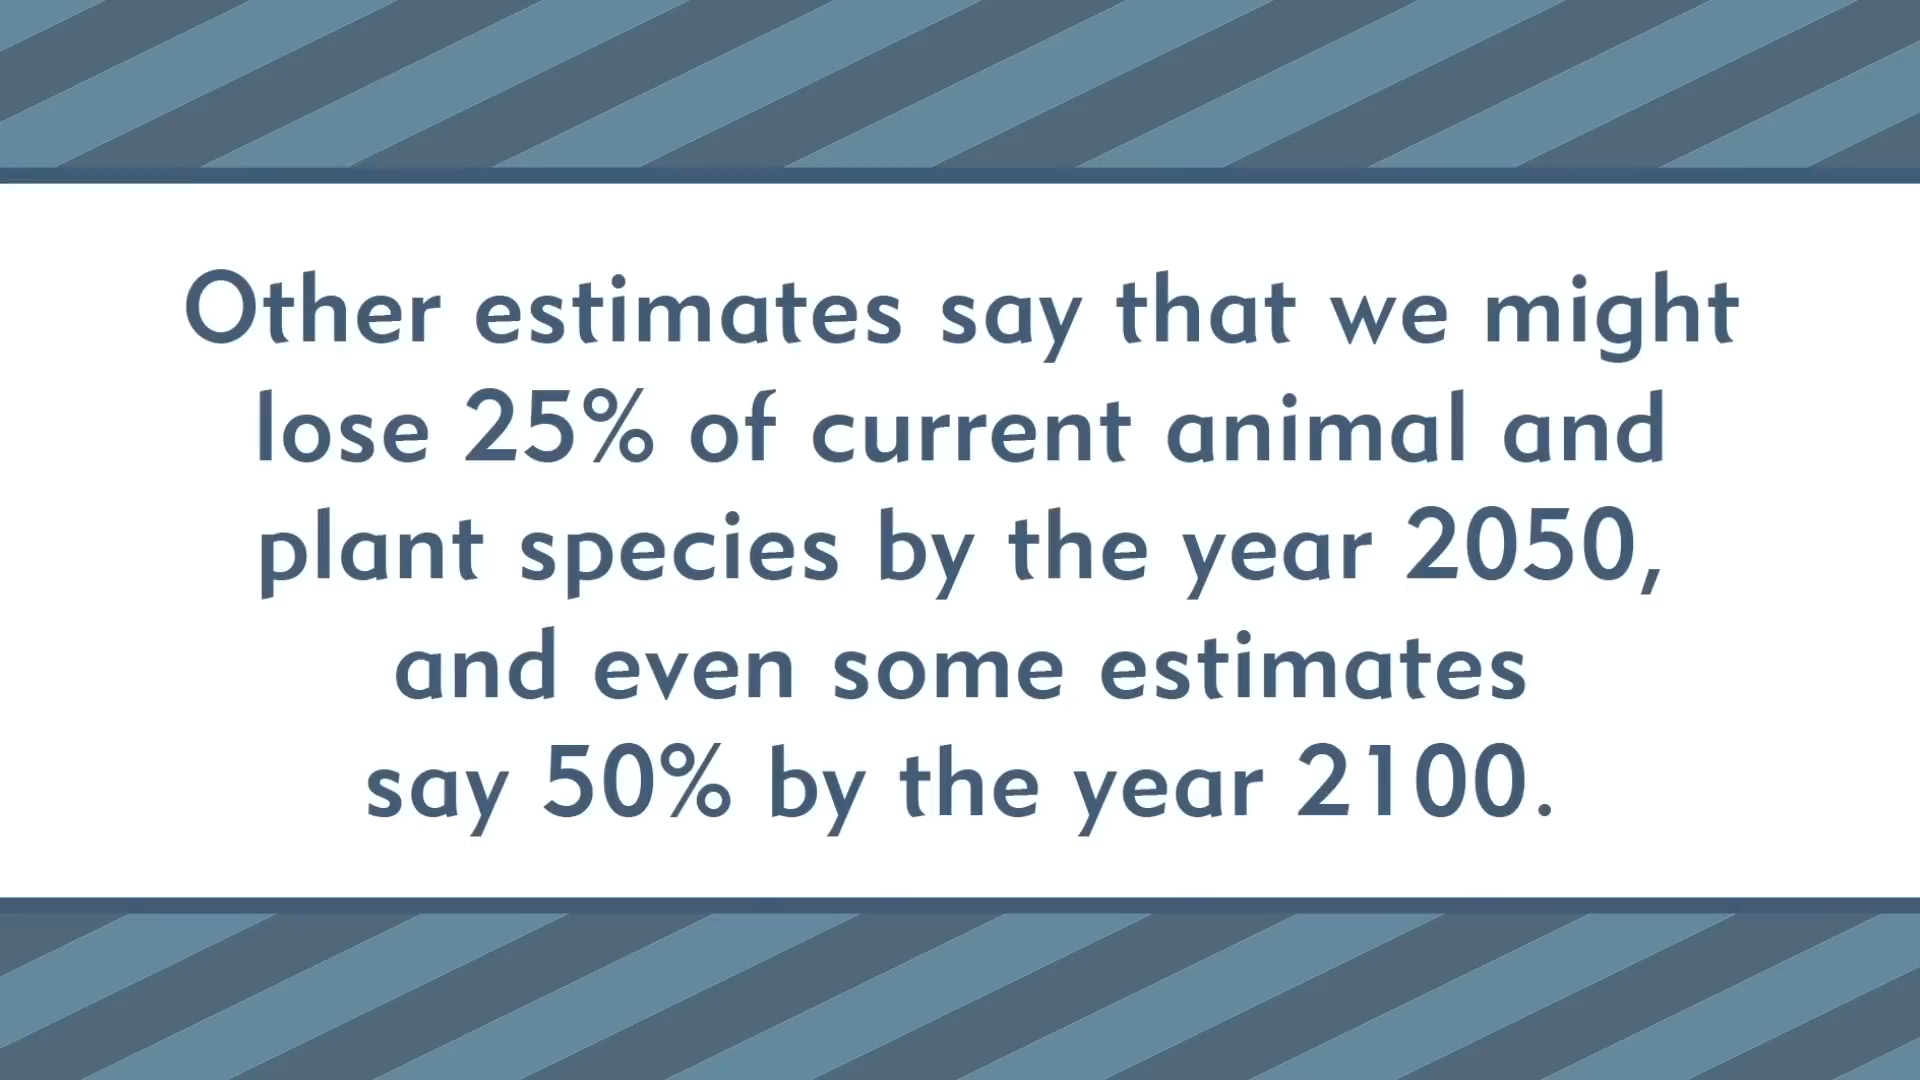 Other estimates say that we might
lose 25% of current animal and
plant species by the year 2050,
and even some estimates
say 50% by the year 2100.